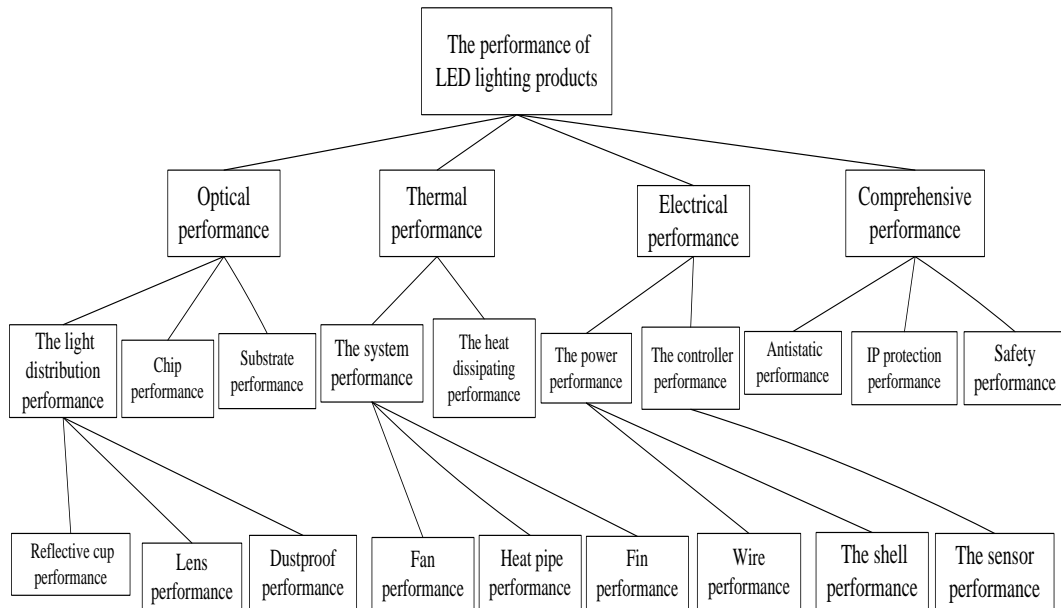 The performance of
LED lighting products
Optical
performance
Thermal
performance
Electrical
performance
Comprehensive
performance
The light
distribution
performance
Chip
performance
Substrate
performance
The system
performance
The heat
dissipating
performance
The power
performance
The controller
performance
Antistatic
performance
IP protection
performance
Safety
performance
Reflective cup
performance
Lens
performance
Dustproof
performance
Fan
performance
Heat pipe
performance
Fin
performance
Wire
performance
The shell
performance
The sensor
performance